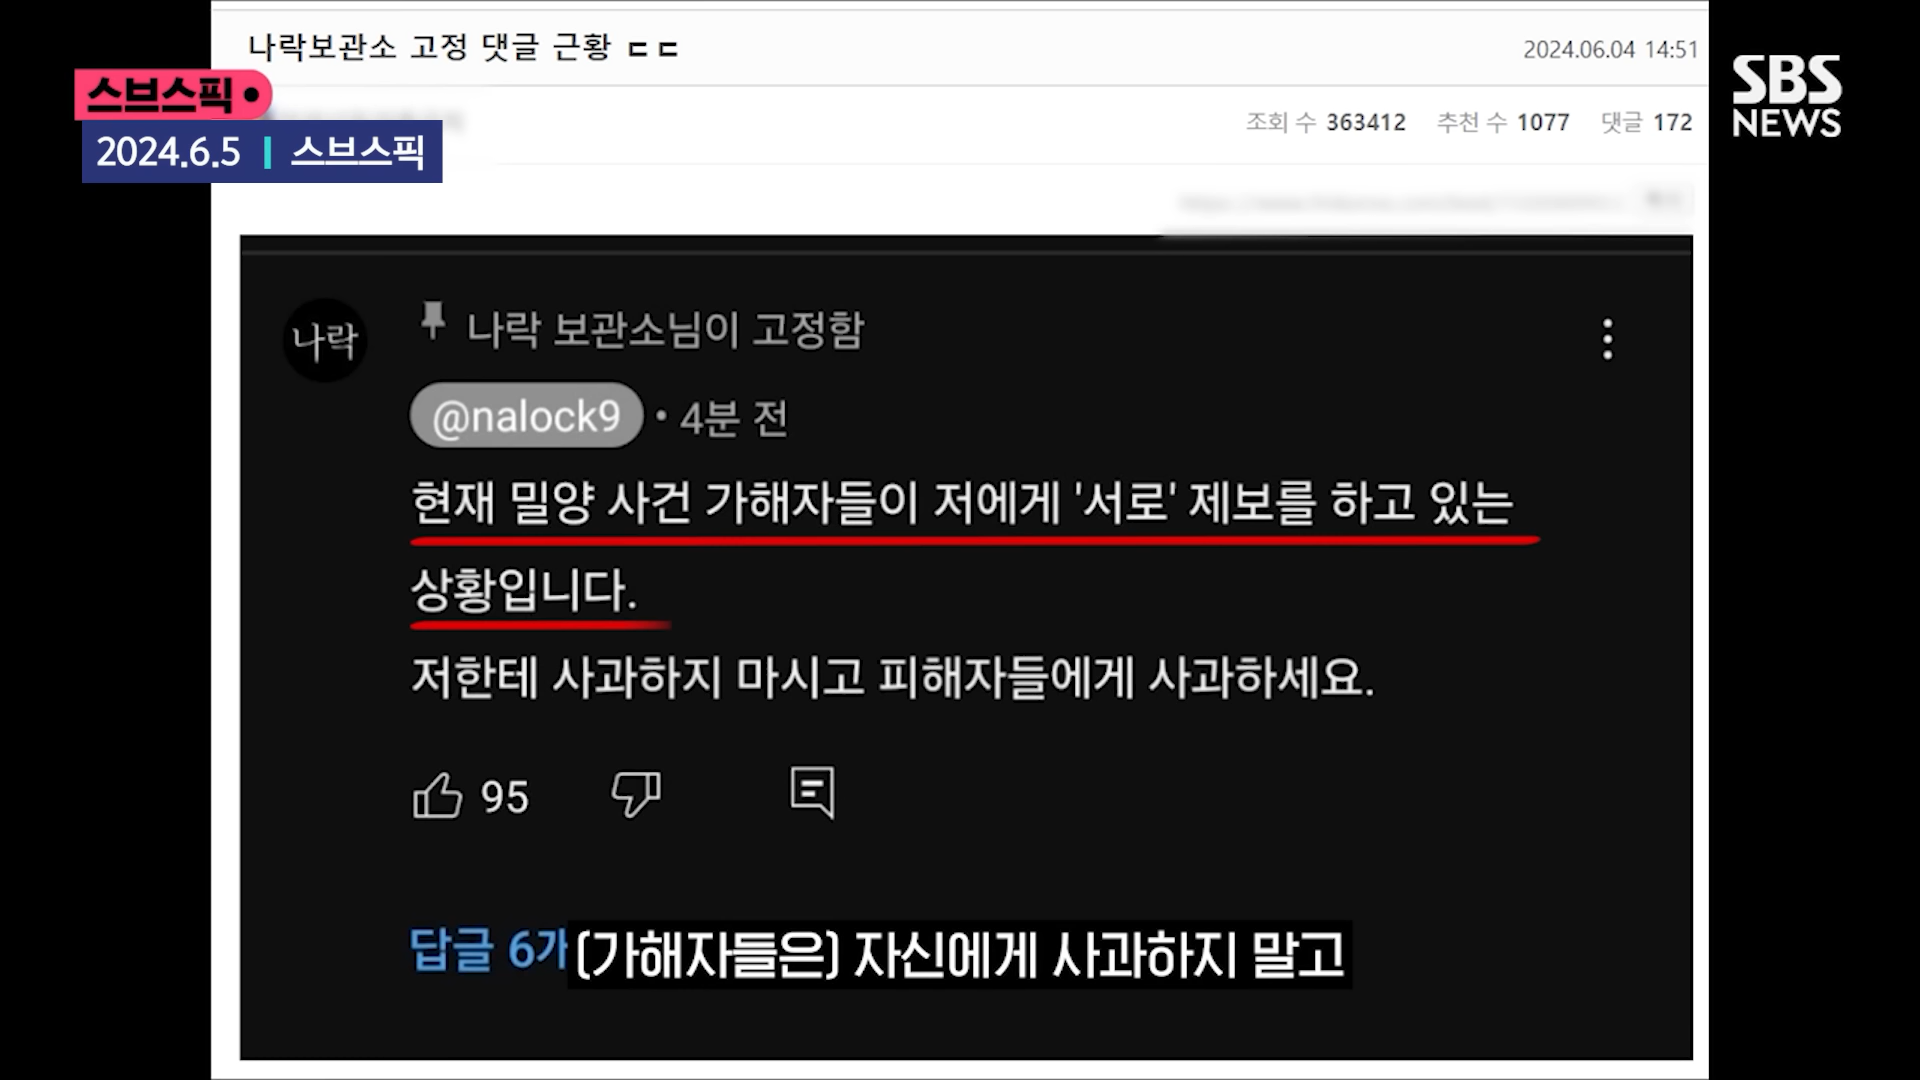 나락보관소 고정 댓글 근황 ㄷㄷ
2024.06.04 14:51
스브스픽
2024.6.5 | 스브스픽
SBS
NEWS
조회 수 363412 추천 수 1077 댓글 172
나락
나락 보관소님이 고정함
@nalock9 • 4분 전
현재 밀양 사건 가해자들이 저에게 '서로' 제보를 하고 있는
상황입니다.
저한테 사과하지 마시고 피해자들에게 사과하세요.
95
답글 6개
(가해자들은) 자신에게 사과하지 말고